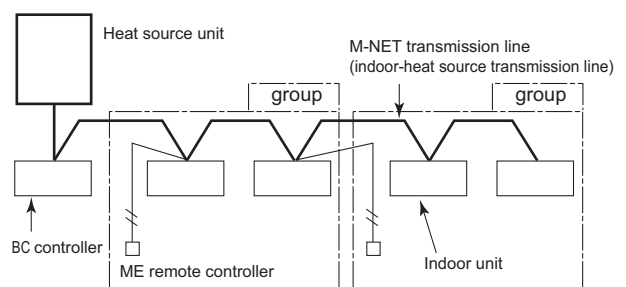 Heat source unit
M-NET transmission line
(indoor-heat source transmission line)
group
group
BC controller
ME remote controller
Indoor unit